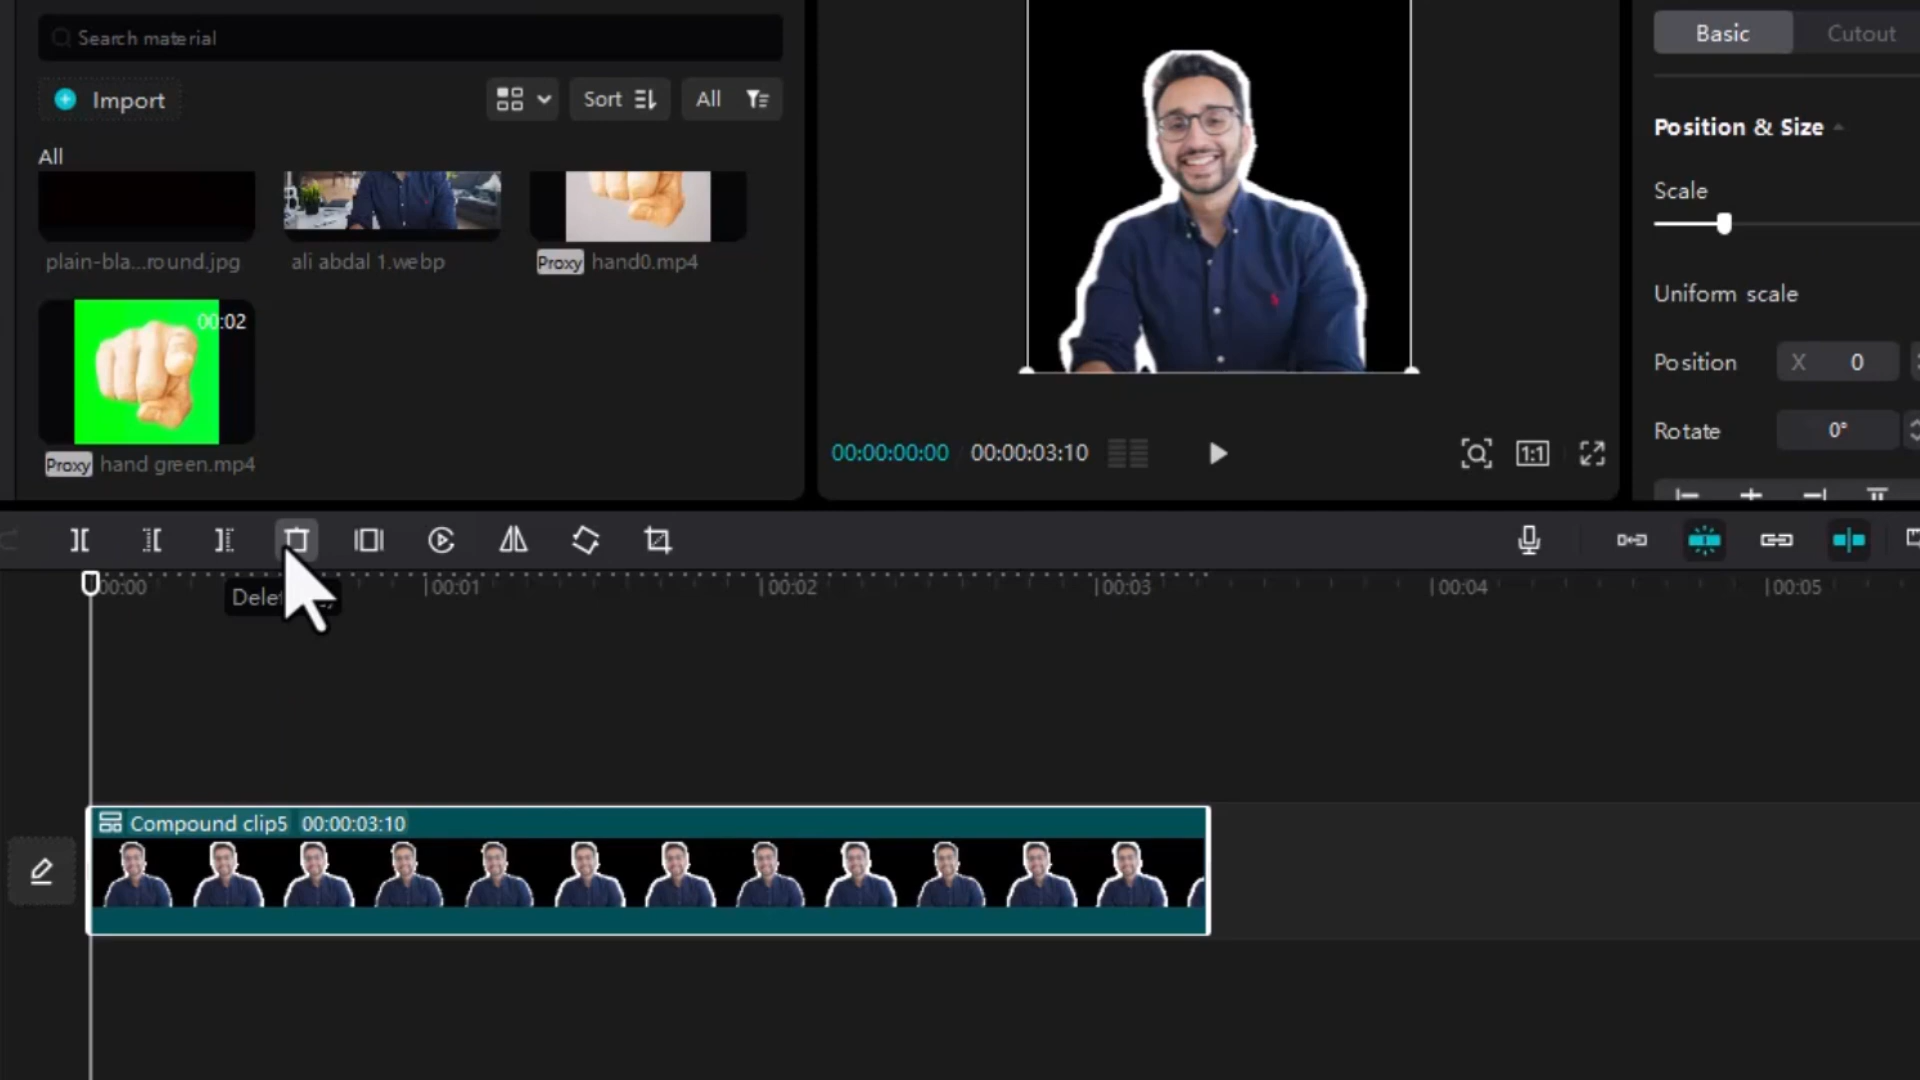 Search material
Import
Sort
All
All
plain-bla...round.jpg
ali abdal 1.webp
Proxy hand0.mp4
00:02
Proxy hand green.mp4
00:00:00:00
00:00:03:10
1:1
Basic
Cutout
Position & Size
Scale
Uniform scale
Position
X
0
Rotate
0°
00:00
00:01
00:02
00:03
00:04
00:05
Compound clip5 00:00:03:10